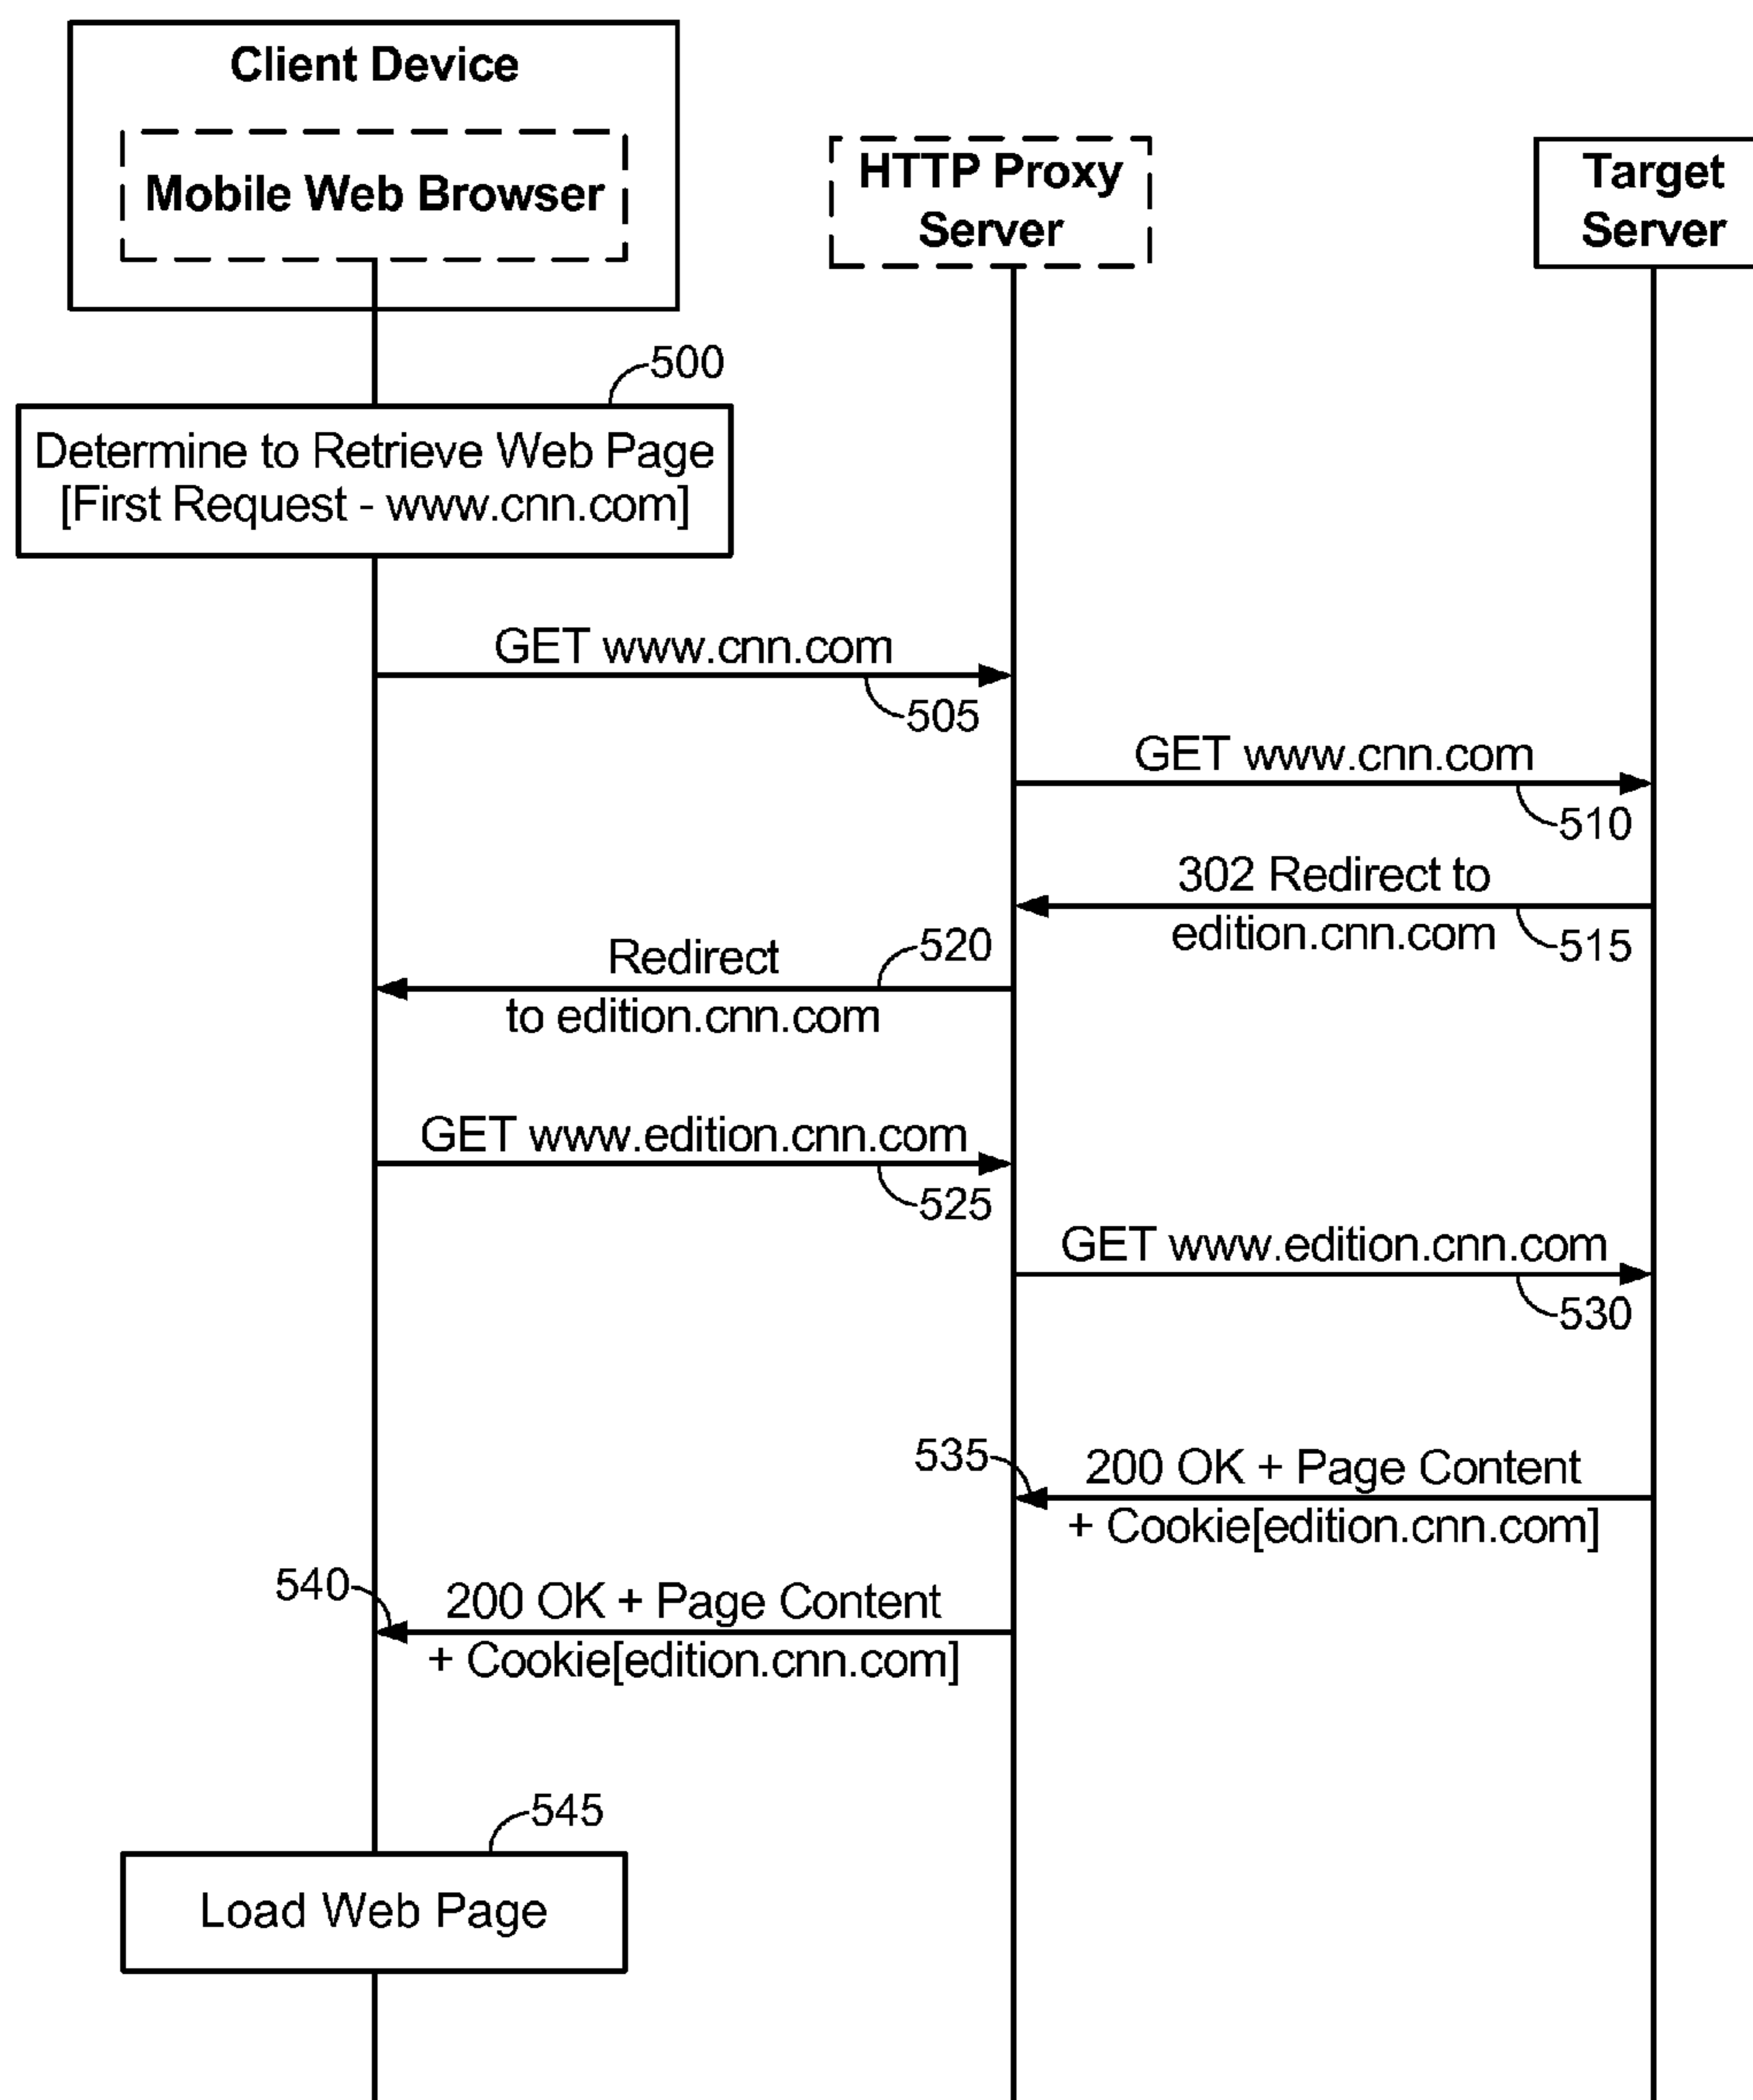 Client Device
Mobile Web Browser
HTTP Proxy
Server
Target
Server
500
Determine to Retrieve Web Page
[First Request - www.cnn.com]
GET www.cnn.com
505
GET www.cnn.com
510
302 Redirect to
edition.cnn.com
515
520
Redirect
to edition.cnn.com
GET www.edition.cnn.com
525
GET www.edition.cnn.com
530
535
200 OK + Page Content
+ Cookie[edition.cnn.com]
540
200 OK + Page Content
+ Cookie[edition.cnn.com]
545
Load Web Page